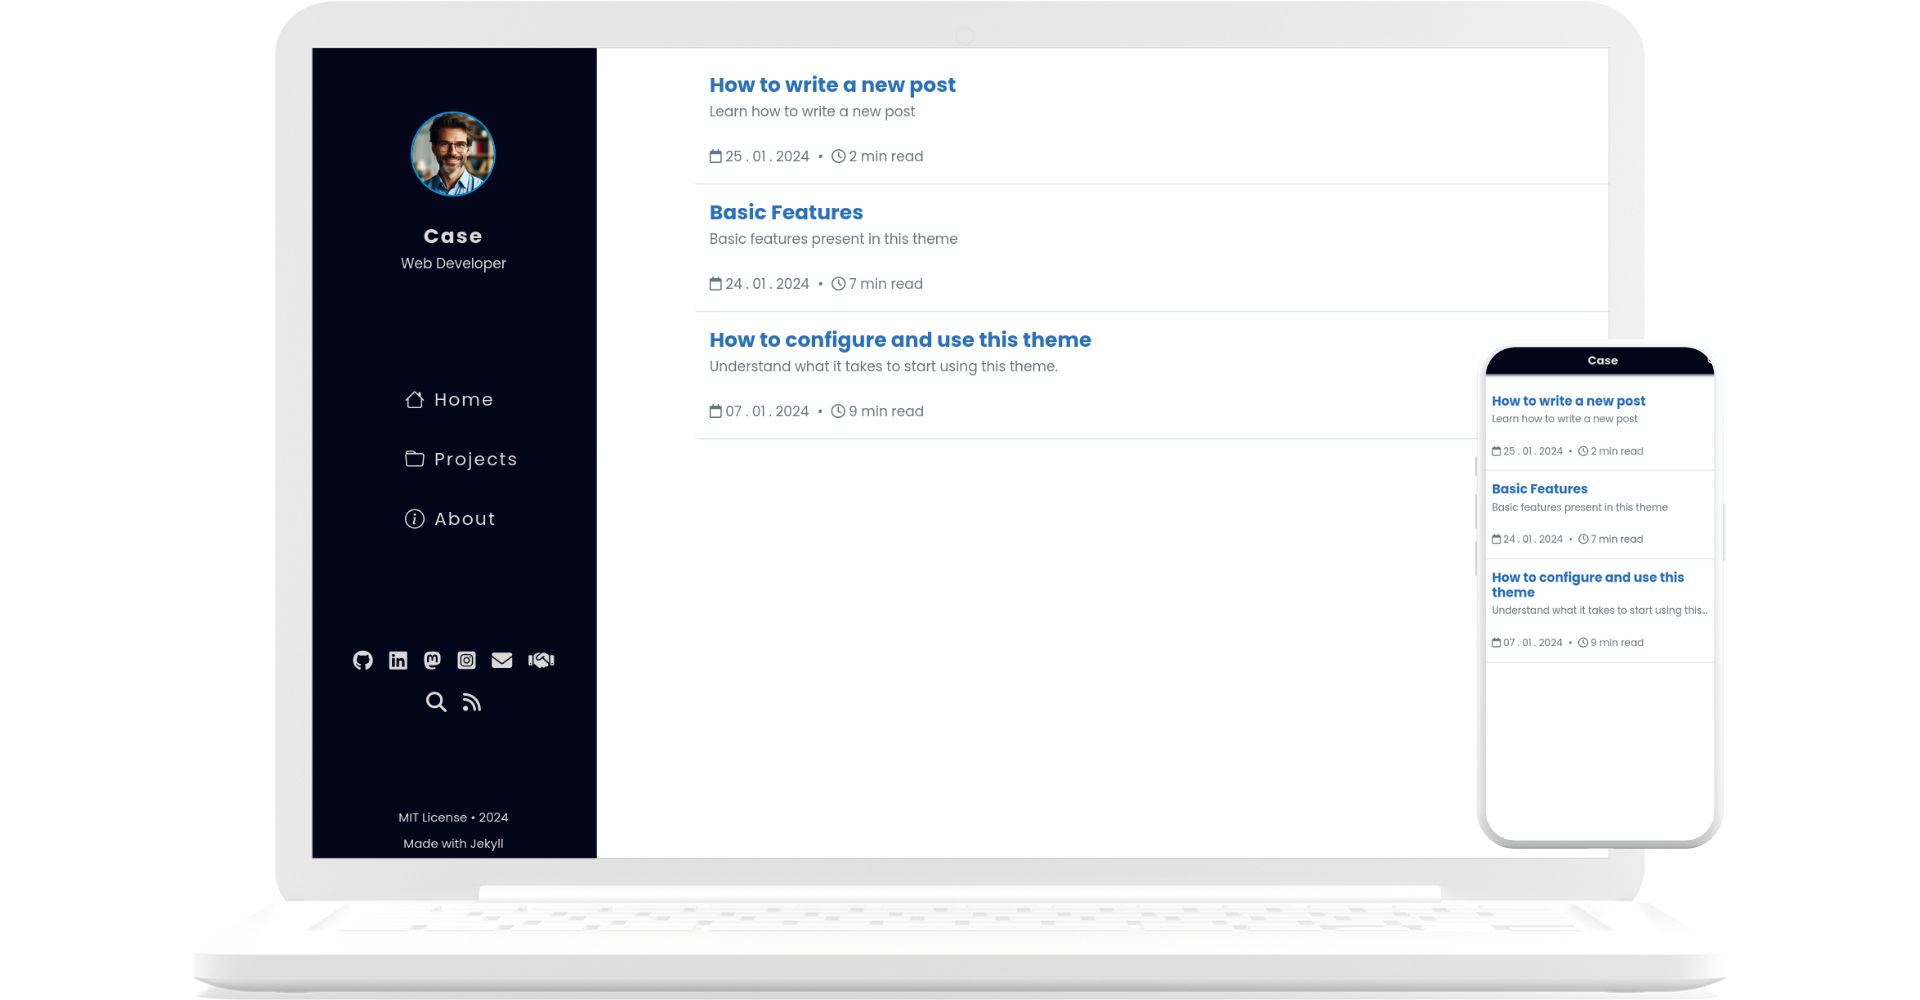 Case
Web Developer
Home
Projects
About
MIT License • 2024
Made with Jekyll
How to write a new post
Learn how to write a new post
25 . 01 . 2024 • 2 min read
Basic Features
Basic features present in this theme
24 . 01 . 2024 • 7 min read
How to configure and use this theme
Understand what it takes to start using this theme.
07 . 01 . 2024 • 9 min read
Case
How to write a new post
Learn how to write a new post
25 . 01 . 2024 • 2 min read
Basic Features
Basic features present in this theme
24 . 01 . 2024 • 7 min read
How to configure and use this
theme
Understand what it takes to start using this...
07 . 01 . 2024 • 9 min read